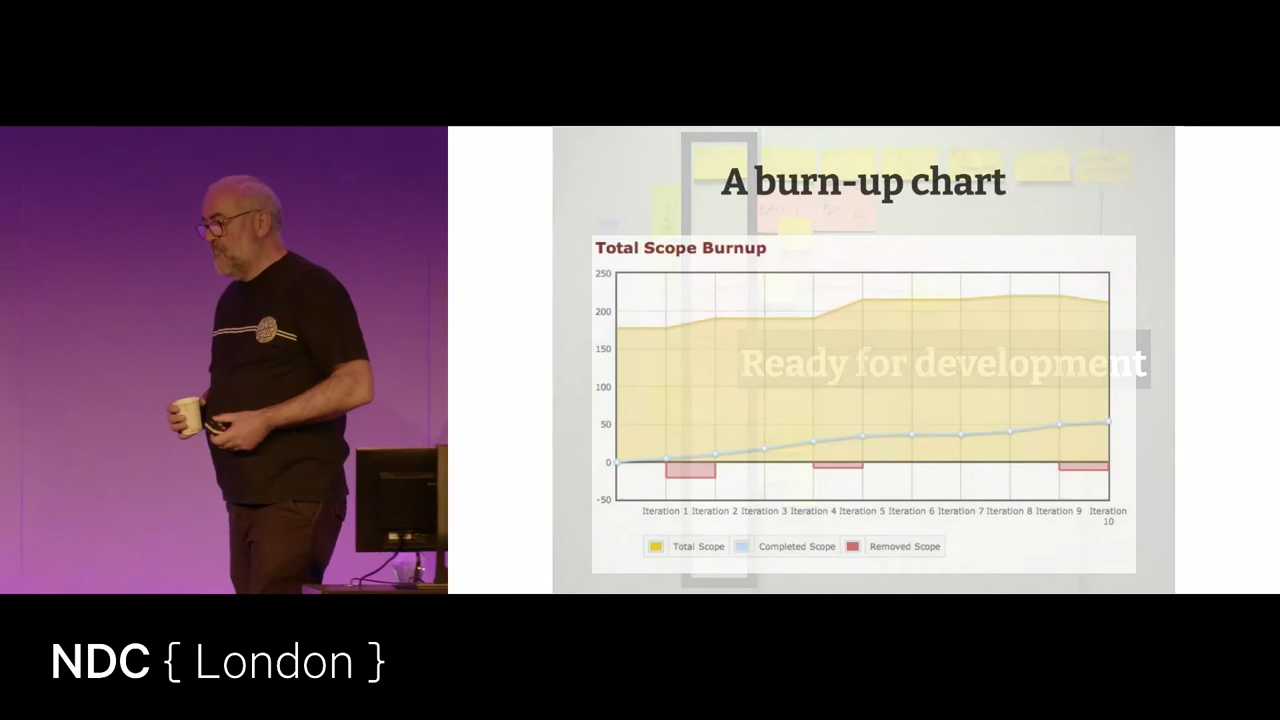 A burn-up chart
Total Scope Burnup
250
200
150
100
50
0
-50
Ready for development
Iteration 1 Iteration 2 Iteration 3 Iteration 4 Iteration 5 Iteration 6 Iteration 7 Iteration 8 Iteration 9 Iteration
10
Total Scope Completed Scope Removed Scope
NDC { London }